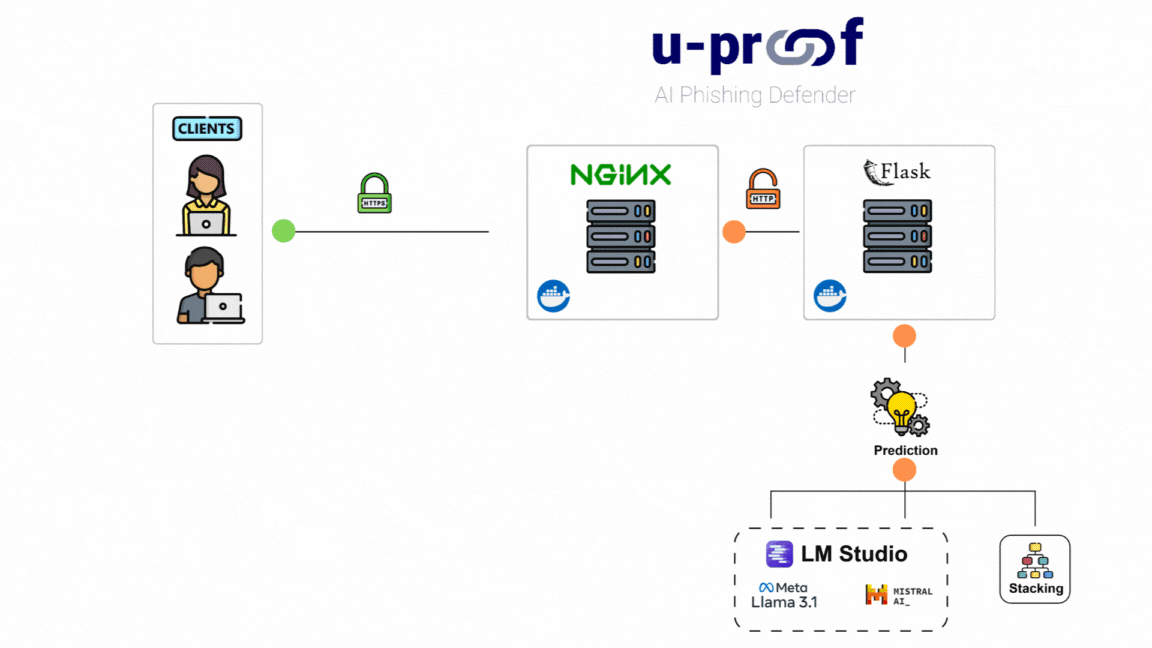 u-proof
AI Phishing Defender
CLIENTS
HTTPS
NGINX
HTTP
Flask
Prediction
LM Studio
Meta
Llama 3.1
MISTRAL
AI_
Stacking